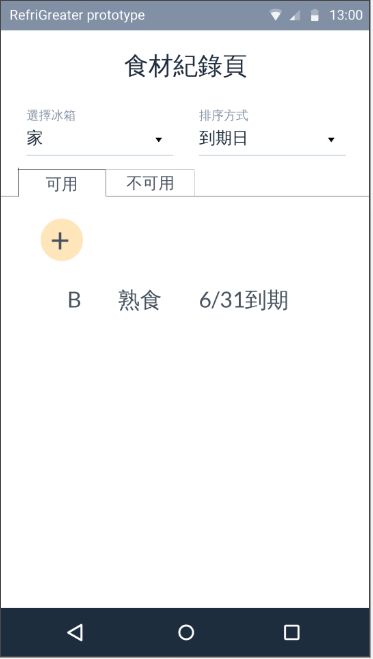 RefriGreater prototype 13:00
食材紀錄頁
選擇冰箱 排序方式
家 到期日
可用 不可用
+
B 熟食 6/31到期